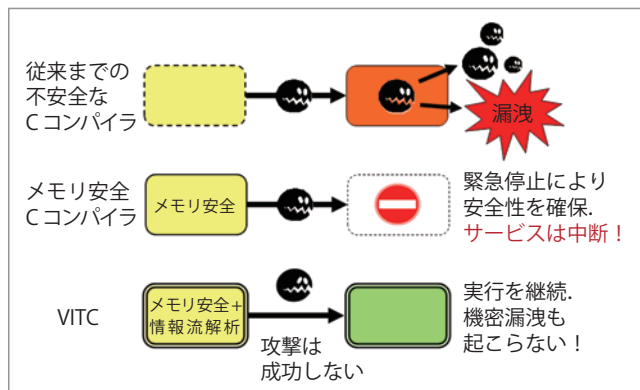 従来までの
不安全な
C コンパイラ
漏洩
メモリ安全
C コンパイラ
メモリ安全
緊急停止により
安全性を確保.
サービスは中断！
VITC
メモリ安全+
情報流解析
攻撃は
成功しない
実行を継続.
機密漏洩も
起こらない！